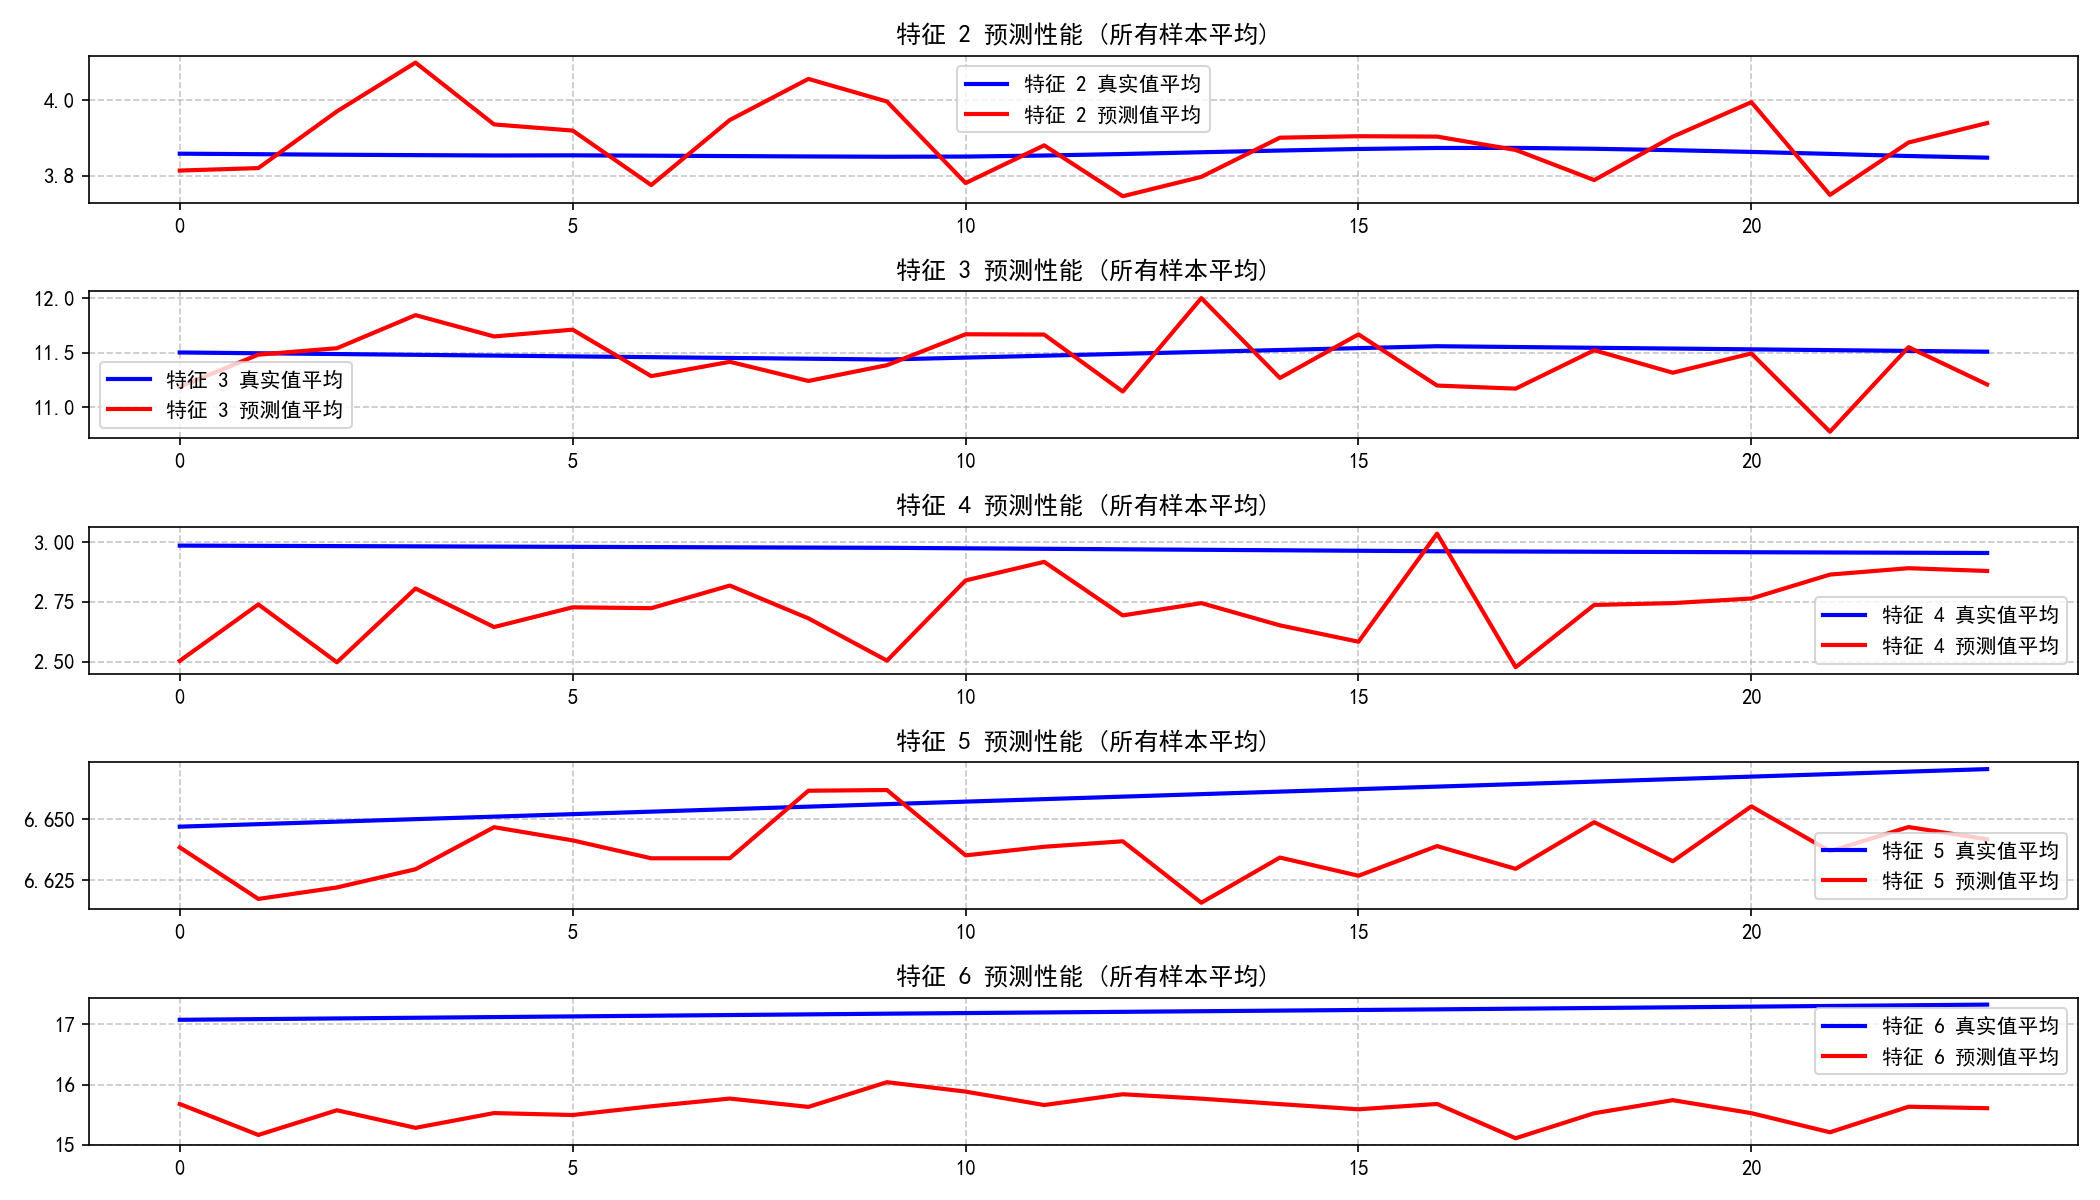 特征 2 预测性能 (所有样本平均)
4.0
3.8
特征 2 真实值平均
特征 2 预测值平均
0 5 10 15 20
特征 3 预测性能 (所有样本平均)
12.0
11.5
11.0
特征 3 真实值平均
特征 3 预测值平均
0 5 10 15 20
特征 4 预测性能 (所有样本平均)
3.00
2.75
2.50
特征 4 真实值平均
特征 4 预测值平均
0 5 10 15 20
特征 5 预测性能 (所有样本平均)
6.650
6.625
特征 5 真实值平均
特征 5 预测值平均
0 5 10 15 20
特征 6 预测性能 (所有样本平均)
17
16
15
特征 6 真实值平均
特征 6 预测值平均
0 5 10 15 20